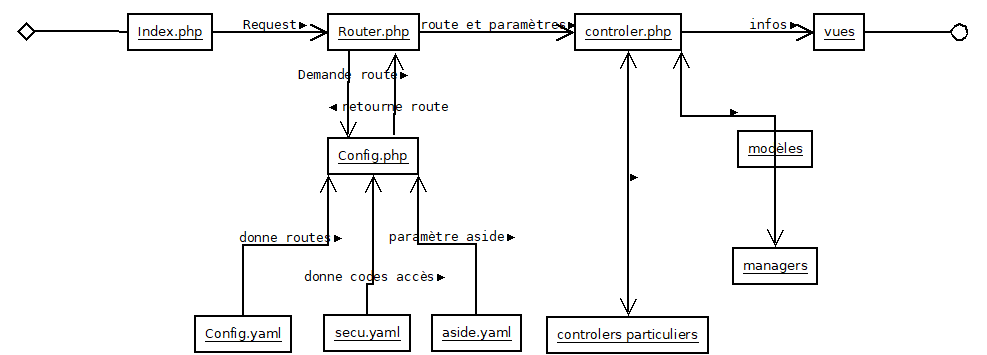 Index.php
Request
Router.php
route et paramètres
controler.php
infos
vues
Demande route
retourne route
Config.php
modèles
donne routes
paramètre aside
managers
donne codes accès
Config.yaml
secu.yaml
aside.yaml
controlers particuliers